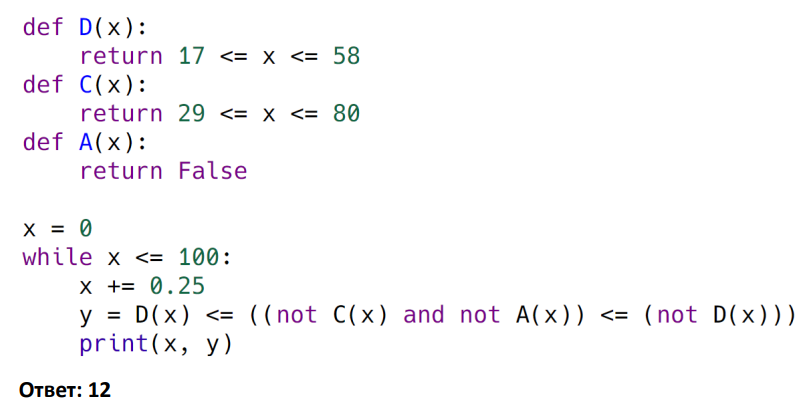 def D(x):
    return 17 <= x <= 58
def C(x):
    return 29 <= x <= 80
def A(x):
    return False

x = 0
while x <= 100:
    x += 0.25
    y = D(x) <= ((not C(x) and not A(x)) <= (not D(x)))
    print(x, y)
Ответ: 12